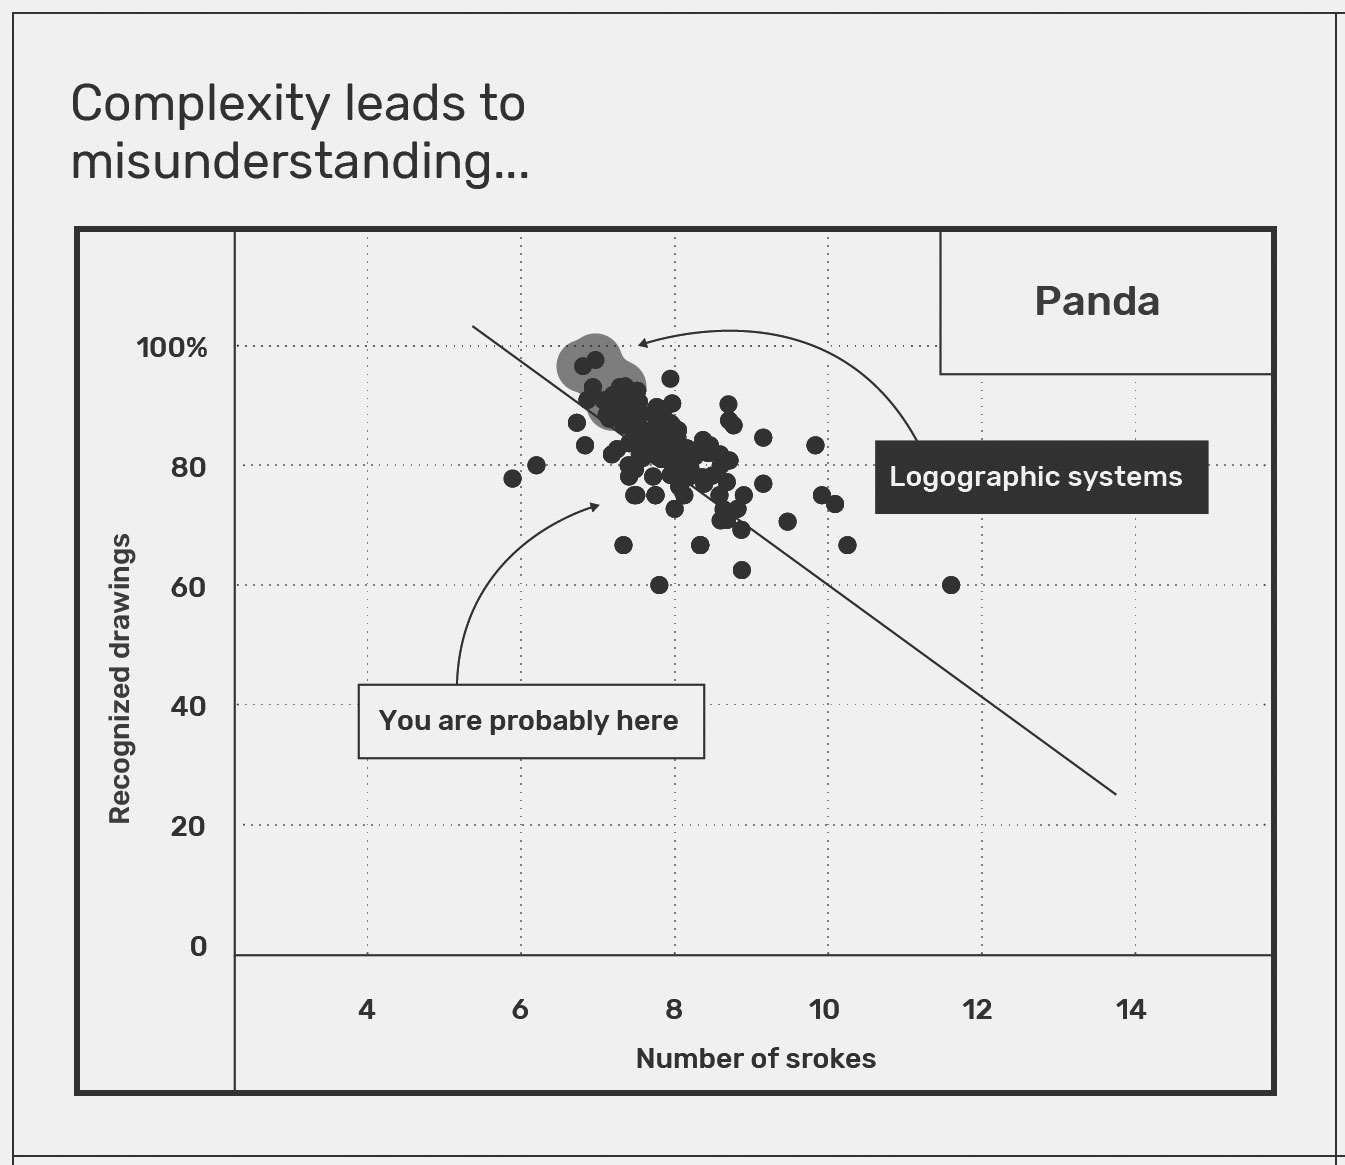 Complexity leads to
misunderstanding...
Panda
100%
80
60
40
20
0
Recognized drawings
Logographic systems
You are probably here
4 6 8 10 12 14
Number of srokes